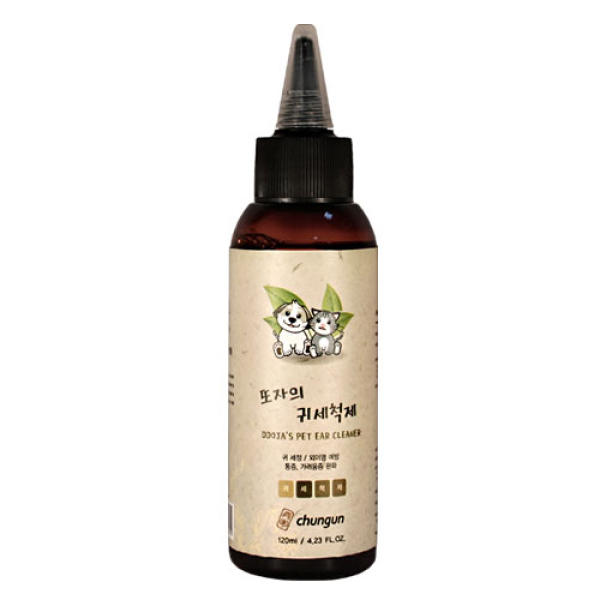 또자의
귀세척제
DDOJA'S PET EAR CLEANER
귀 세정 / 외이염 예방
통증, 가려움증 완화
귀 세 척 제
chungun
120ml / 4.23 FL.OZ.